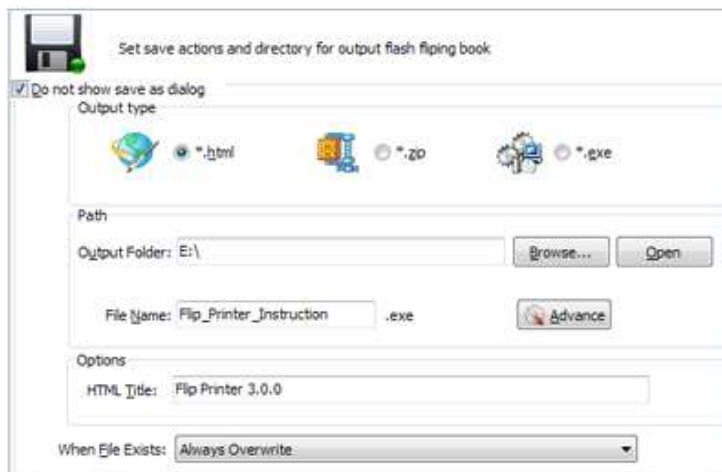 Set save actions and directory for output flash fliping book
Do not show save as dialog
Output type
*.html *.zip *.exe
Path
Output Folder: E:\ Browse... Open
File Name: Flip_Printer_Instruction .exe Advance
Options
HTML Title: Flip Printer 3.0.0
When File Exists: Always Overwrite